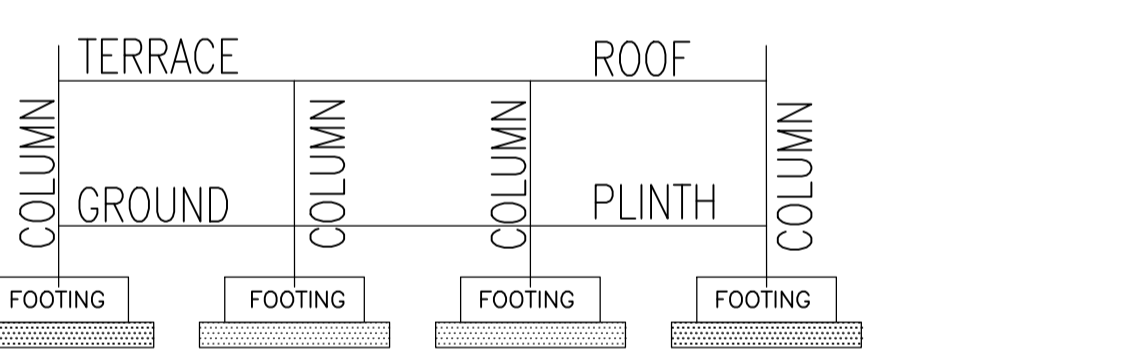 TERRACE ROOF
COLUMN COLUMN COLUMN COLUMN
GROUND PLINTH
FOOTING FOOTING FOOTING FOOTING